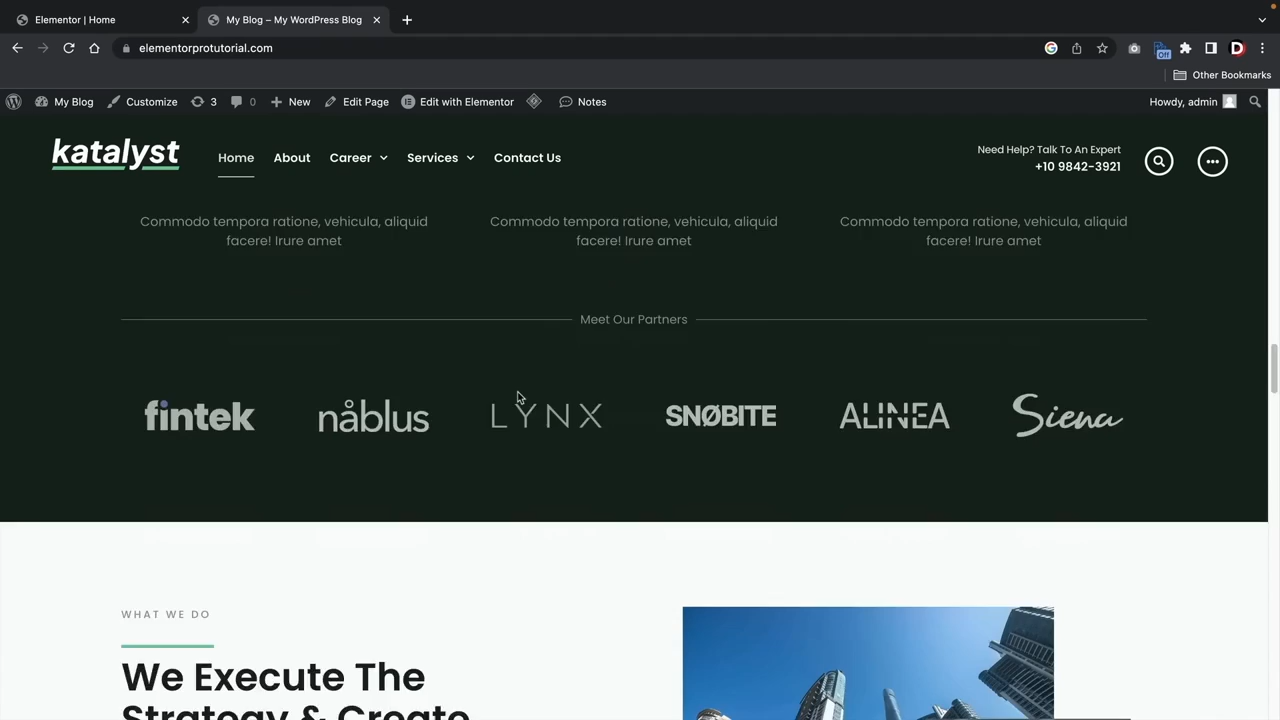 Elementor | Home
My Blog – My WordPress Blog
elementorprotutorial.com
Off
D
Other Bookmarks
My Blog
Customize
3
0
New
Edit Page
Edit with Elementor
Notes
Howdy, admin
katalyst
Home
About
Career
Services
Contact Us
Need Help? Talk To An Expert
+10 9842-3921
Commodo tempora ratione, vehicula, aliquid
facere! Irure amet
Commodo tempora ratione, vehicula, aliquid
facere! Irure amet
Commodo tempora ratione, vehicula, aliquid
facere! Irure amet
Meet Our Partners
fintek
nåblus
LYNX
SNØBITE
ALINEA
Siena
WHAT WE DO
We Execute The
Strategy & Create